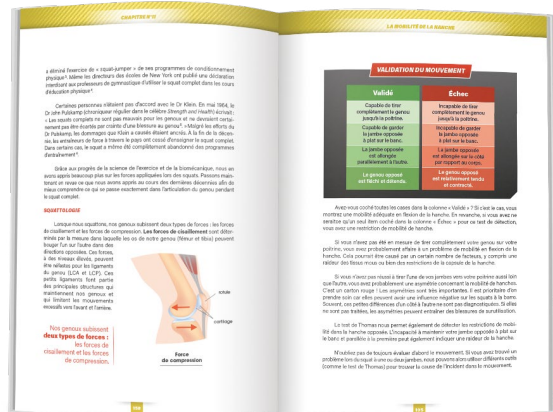 CHAPITRE N°12
a éliminé l'exercice de « squat-jumper » de ses programmes de conditionnement
physique³. Même les directeurs des écoles de New York ont publié une déclaration
interdisant aux professeurs de gymnastique d'utiliser le squat complet dans les cours
d'éducation physique³.
Certaines personnes n'étaient pas d'accord avec le Dr Klein. En mai 1964, le
Dr John Pulskamp (chroniqueur régulier dans le célèbre Strength and Health) écrivait :
« Les squats complets ne sont pas mauvais pour les genoux et ne devraient certai-
nement pas être écartés par crainte d'une blessure au genou⁴. » Malgré les efforts du
Dr Pulskamp, les dommages que Klein a causés étaient ancrés. À la fin de la décen-
nie, les entraîneurs de force à travers le pays ont cessé d'enseigner le squat complet.
Dans certains cas, le squat a même été complètement abandonné des programmes
d'entraînement³.
Grâce aux progrès de la science de l'exercice et de la biomécanique, nous en
avons appris beaucoup plus sur les forces appliquées lors des squats. Passons main-
tenant en revue ce que nous avons appris au cours des dernières décennies afin de
mieux comprendre ce qui se passe exactement dans l'articulation du genou pendant
le squat complet.
SQUATTOLOGIE
Lorsque nous squattons, nos genoux subissent deux types de forces : les forces
de cisaillement et les forces de compression. Les forces de cisaillement sont déter-
minées par la mesure dans laquelle les os de notre genou (fémur et tibia) peuvent
bouger l'un sur l'autre dans des
directions opposées. Ces forces,
à des niveaux élevés, peuvent
être néfastes pour les ligaments
du genou (LCA et LCP). Ces
petits ligaments font partie
des principales structures qui
maintiennent nos genoux et
qui limitent les mouvements
excessifs vers l'avant et l'arrière.
Nos genoux subissent
deux types de forces :
les forces de
cisaillement et les forces
de compression.
rotule
cartilage
Force
de compression
LA MOBILITÉ DE LA HANCHE
VALIDATION DU MOUVEMENT
Validé
Échec
Capable de tirer
complètement le genou
jusqu'à la poitrine.
Incapable de tirer
complètement le genou
jusqu'à la poitrine.
Capable de garder
la jambe opposée
à plat sur le banc.
Incapable de garder
la jambe opposée
à plat sur le banc.
La jambe opposée
est allongée
parallèlement à l'autre.
La jambe opposée
est allongée sur le côté
par rapport au corps.
Le genou opposé
est fléchi et détendu.
Le genou opposé
est relativement tendu
et contracté.
Avez-vous coché toutes les cases dans la colonne « Validé » ? Si c'est le cas, vous
montrez une mobilité adéquate en flexion de la hanche. En revanche, si vous avez ne
serait-ce qu'un seul item coché dans la colonne « Échec » pour ce test de détection,
vous avez une restriction de mobilité de hanche.
Si vous n'avez pas été en mesure de tirer complètement votre genou sur votre
poitrine, vous avez probablement affaire à un problème de mobilité en flexion de la
hanche. Cela pourrait être causé par un certain nombre de facteurs, y compris une
raideur des fléaux mous ou bien des restrictions de la capsule de la hanche.
Si vous n'avez pas réussi à tirer l'une de vos jambes vers votre poitrine aussi loin
que l'autre, vous avez probablement une asymétrie concernant la mobilité de hanches.
C'est un carton rouge ! Les asymétries sont très importantes. Il est prioritaire d'en
prendre soin car elles peuvent avoir une influence négative sur les squats à la barre.
Souvent, ces petites différences d'un côté à l'autre ne sont pas diagnostiquées. Si elles
ne sont pas traitées, les asymétries peuvent entraîner des blessures de surutilisation.
Le test de Thomas nous permet également de détecter les restrictions de mobi-
lité dans la hanche opposée. L'incapacité à maintenir votre jambe opposée à plat sur
le banc et parallèle à la première peut également indiquer une raideur de la hanche.
N'oubliez pas de toujours évaluer d'abord le mouvement. Si vous avez trouvé un
problème lors du squat à une ou deux jambes, nous pouvons alors utiliser différents outils
(comme le test de Thomas) pour trouver la cause de l'incident dans le mouvement.